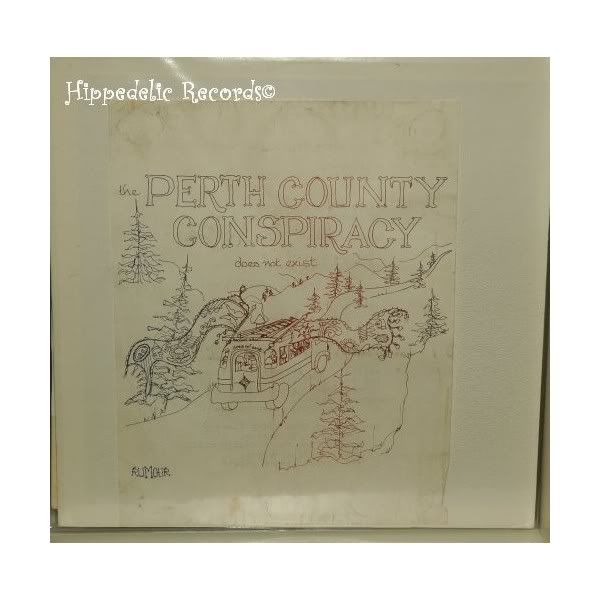 Hippedelic Records©
the PERTH COUNTY
CONSPIRACY
does not exist
RUMOUR